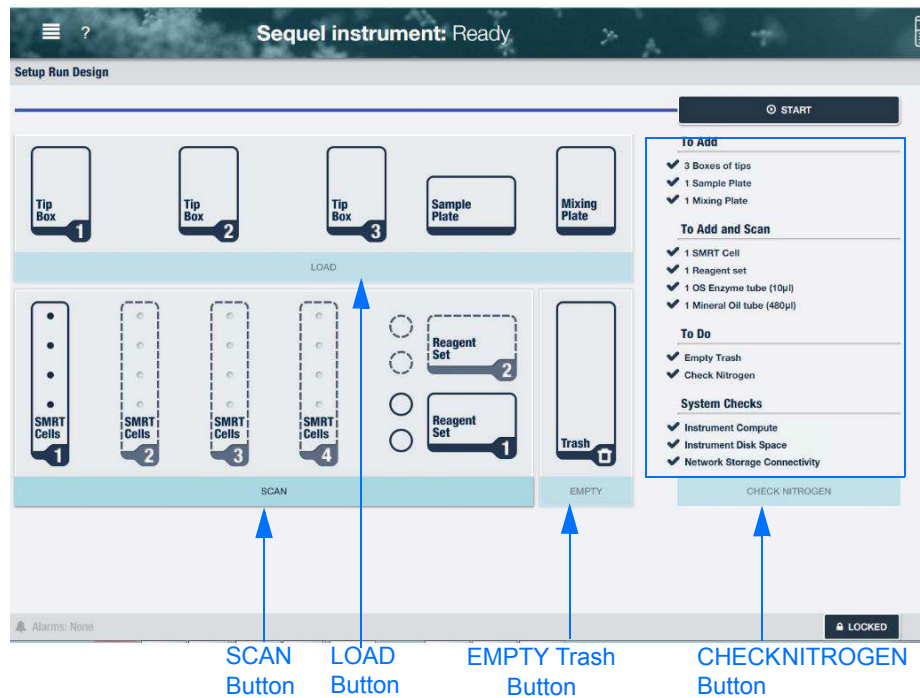 ? Sequel instrument: Ready
Setup Run Design
START
To Add
3 Boxes of tips
1 Sample Plate
1 Mixing Plate
To Add and Scan
1 SMRT Cell
1 Reagent set
1 OS Enzyme tube (10µl)
1 Mineral Oil tube (480µl)
To Do
Empty Trash
Check Nitrogen
System Checks
Instrument Compute
Instrument Disk Space
Network Storage Connectivity
CHECK NITROGEN
Tip
Box
1
Tip
Box
2
Tip
Box
3
Sample
Plate
Mixing
Plate
LOAD
SMRT
Cells
1
SMRT
Cells
2
SMRT
Cells
3
SMRT
Cells
4
Reagent
Set
2
Reagent
Set
1
Trash
SCAN
EMPTY
Alarms: None
LOCKED
SCAN
Button
LOAD
Button
EMPTY Trash
Button
CHECKNITROGEN
Button